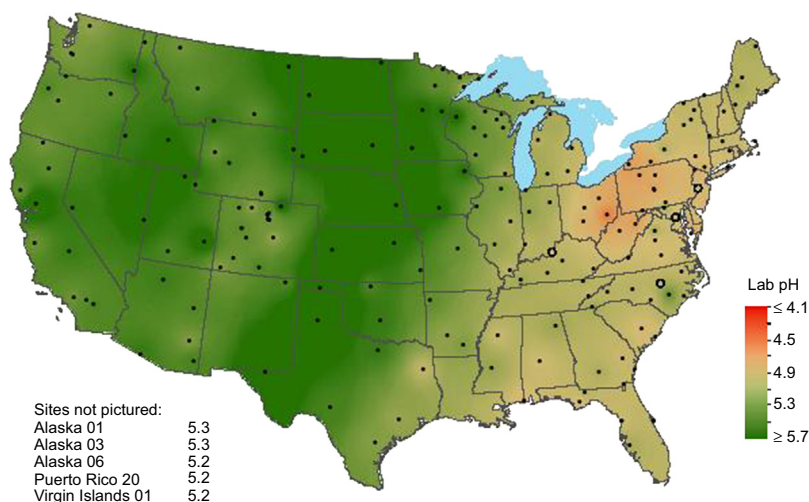 Lab pH
≤ 4.1
4.5
4.9
5.3
≥ 5.7
Sites not pictured:
Alaska 01 5.3
Alaska 03 5.3
Alaska 06 5.2
Puerto Rico 20 5.2
Virgin Islands 01 5.2